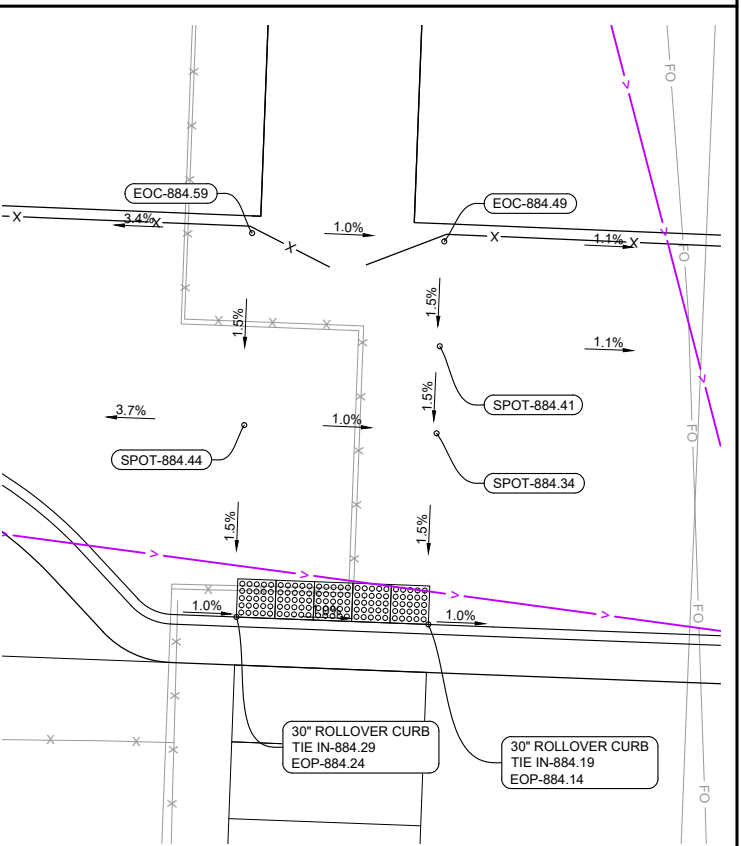 FO
EOC-884.59
EOC-884.49
X
3.4%
X
1.0%
X
X
1.1%
X
FO
1.5%
1.5%
1.1%
SPOT-884.41
3.7%
1.0%
1.5%
SPOT-884.44
SPOT-884.34
FO
1.5%
1.5%
1.0%
1.0%
FO
30" ROLLOVER CURB
TIE IN-884.29
EOP-884.24
30" ROLLOVER CURB
TIE IN-884.19
EOP-884.14
FO